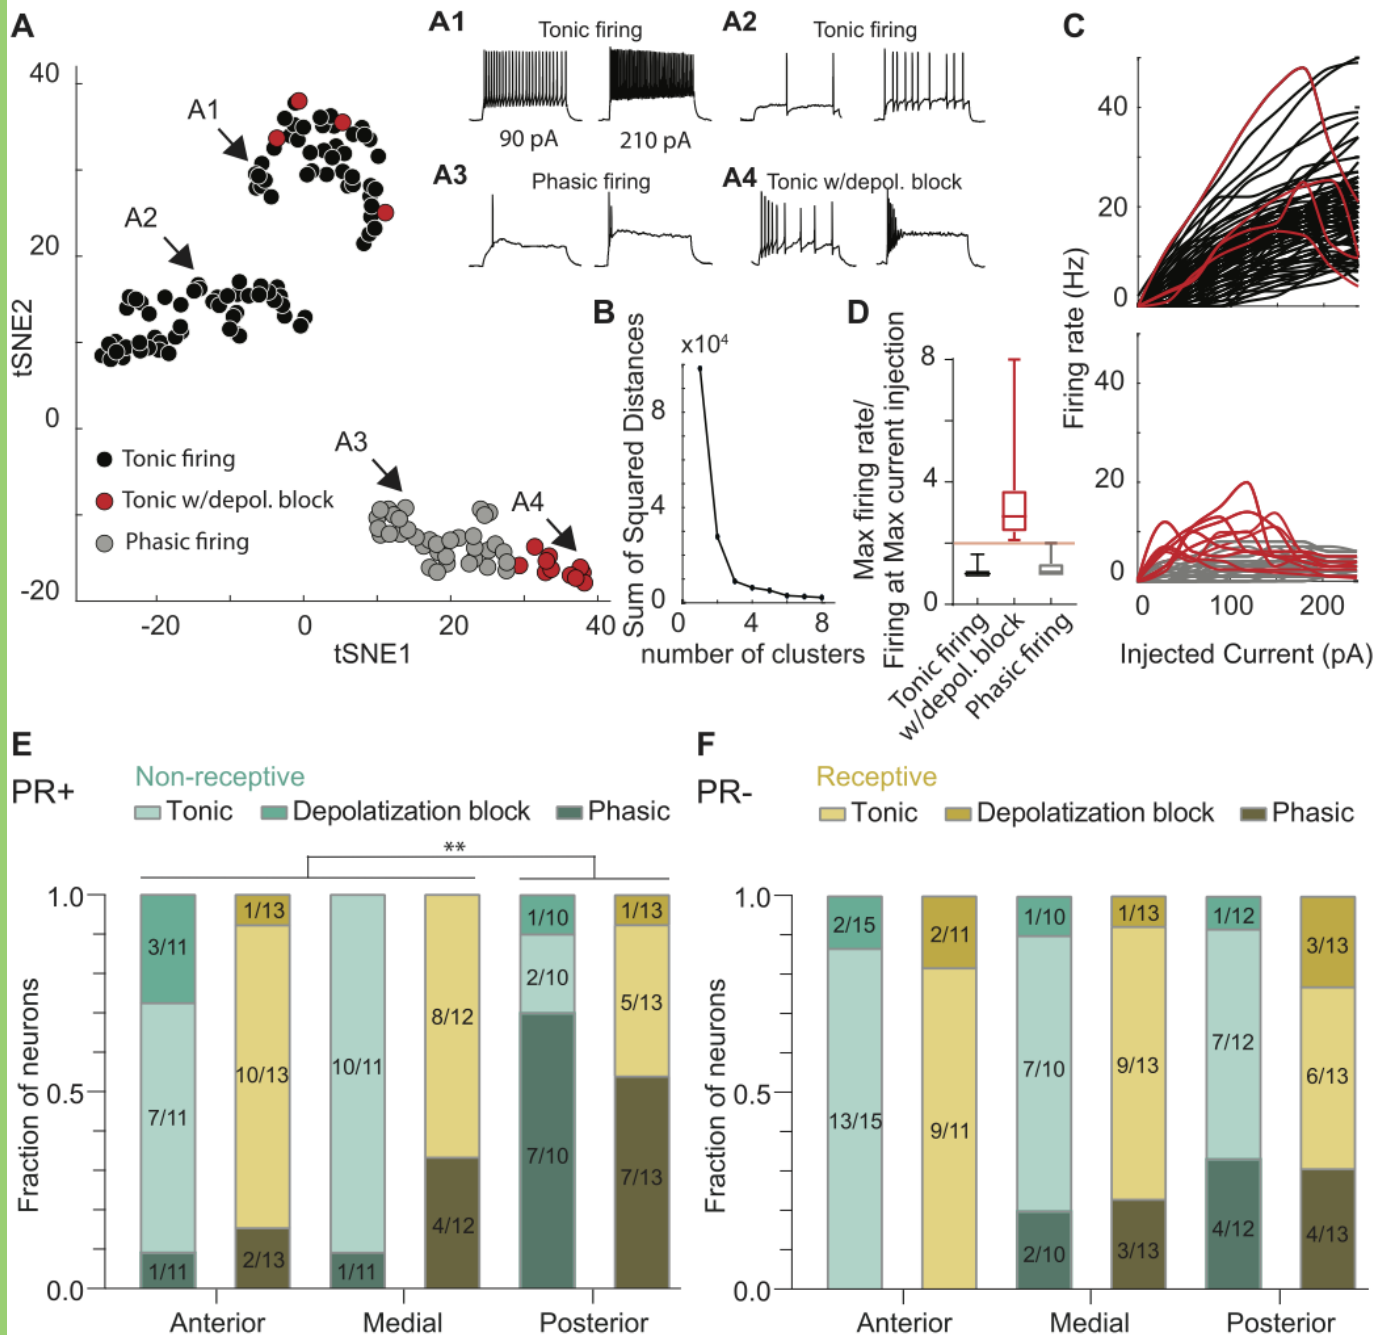 A
A1
Tonic firing
A2
Tonic firing
C
90 pA
210 pA
A3
Phasic firing
A4
Tonic w/depol. block
40
20
0
-20
tSNE2
A1
A2
A3
A4
Tonic firing
Tonic w/depol. block
Phasic firing
-20
0
20
40
tSNE1
B
x10⁴
8
4
0
Sum of Squared Distances
0
4
8
number of clusters
D
8
4
0
Max firing rate/
Firing at Max current injection
Tonic firing
w/depol. block
Phasic firing
40
20
0
Firing rate (Hz)
40
20
0
0
100
200
Injected Current (pA)
E
PR+
Non-receptive
Tonic
Depolatization block
Phasic
**
1.0
0.5
0.0
Fraction of neurons
3/11
7/11
1/11
1/13
10/13
2/13
10/11
1/11
8/12
4/12
1/10
2/10
7/10
1/13
5/13
7/13
Anterior
Medial
Posterior
F
PR-
Receptive
Tonic
Depolatization block
Phasic
1.0
0.5
0.0
Fraction of neurons
2/15
13/15
2/11
9/11
1/10
7/10
2/10
1/13
9/13
3/13
1/12
7/12
4/12
3/13
6/13
4/13
Anterior
Medial
Posterior